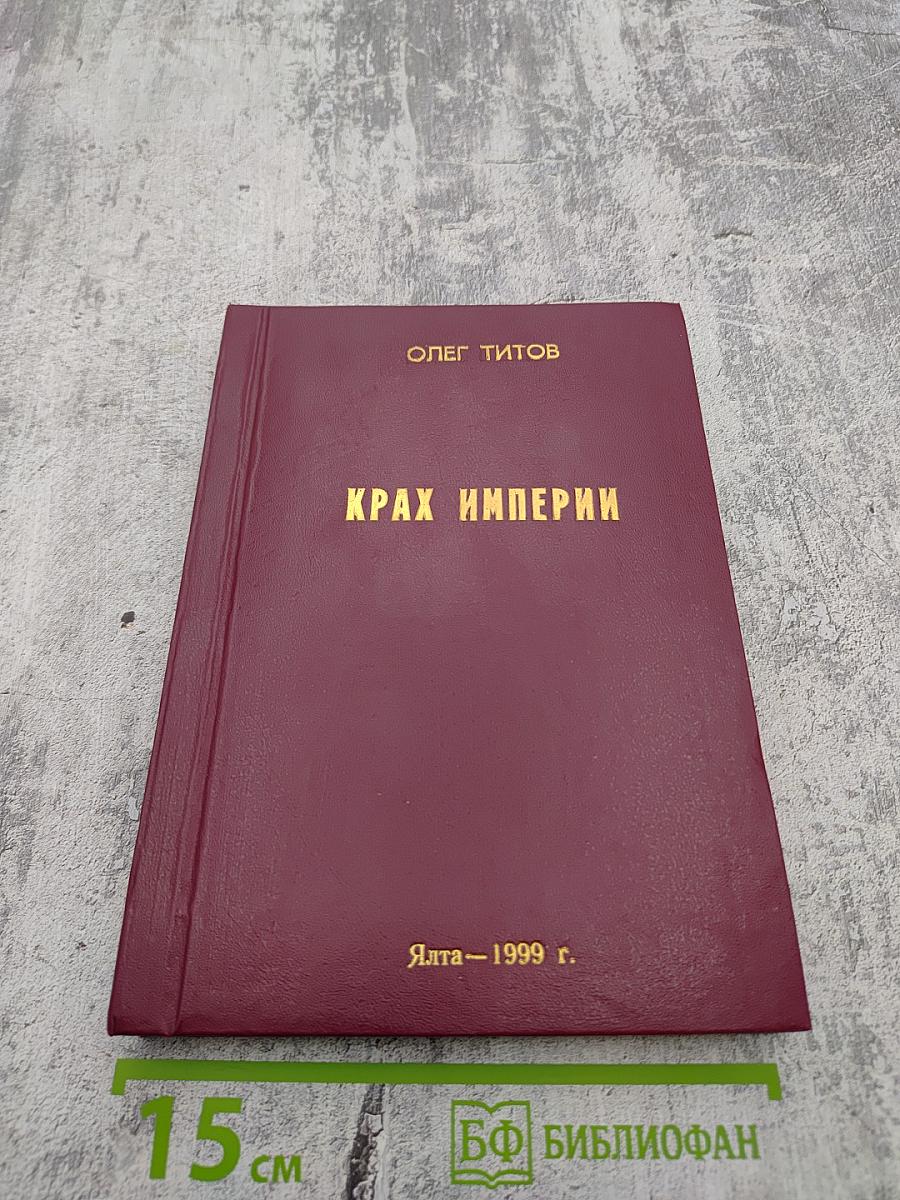 ОЛЕГ ТИТОВ
КРАХ ИМПЕРИИ
Ялта — 1999 г.
15 см
БФ БИБЛИОФАН